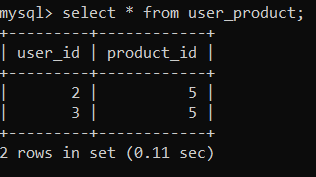 mysql> select * from user_product;
+---------+------------+
| user_id | product_id |
+---------+------------+
|       2 |          5 |
|       3 |          5 |
+---------+------------+
2 rows in set (0.11 sec)